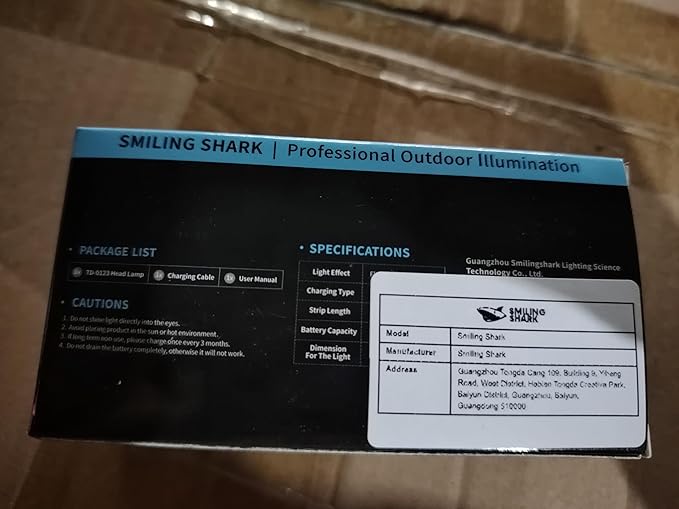 SMILING SHARK | Professional Outdoor Illumination
• PACKAGE LIST
TD-0123 Head Lamp 1x Charging Cable 1x User Manual
• CAUTIONS
1. Do not shine light directly into the eyes.
2. Avoid placing product in the sun or hot environment.
3. If long term non use, please charge once every 3 months.
4. Do not drain the battery completely, otherwise it will not work.
• SPECIFICATIONS
Light Effect
Charging Type
Strip Length
Battery Capacity
Dimension
For The Light
Guangzhou Smilingshark Lighting Science
Technology Co., Ltd.
SMILING
SHARK
Model Smiling Shark
Manufacturer Smiling Shark
Address Guangzhou Tongda Cang 109, Building 9, Yiheng
Road, West District, Hebian Tongda Creative Park,
Baiyun District, Guangzhou, Baiyun,
Guangdong 510000